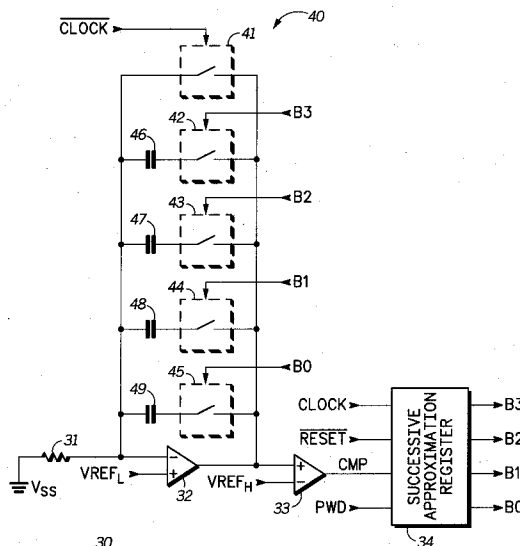 CLOCK
40
41
B3
42
46
B2
43
47
B1
44
48
B0
45
49
CLOCK
B3
RESET
B2
31
VREFL
+
-
32
VREFH
+
-
33
CMP
B1
VSS
PWD
B0
SUCCESSIVE
APPROXIMATION
REGISTER
34
30